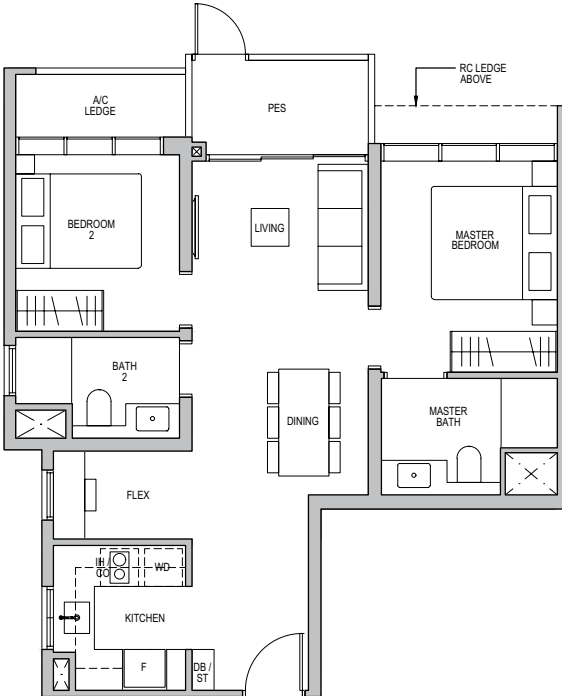 RC LEDGE
ABOVE
A/C
LEDGE
PES
BEDROOM
2
LIVING
MASTER
BEDROOM
BATH
2
DINING
MASTER
BATH
FLEX
IH /
CO
WD
KITCHEN
F
DB /
ST